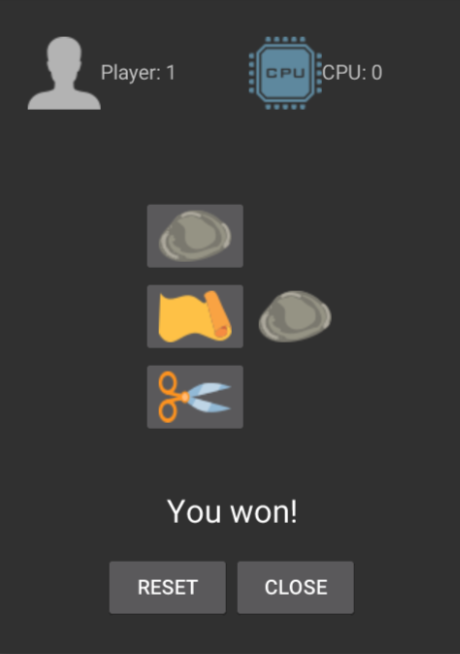 Player: 1
CPU
CPU: 0
You won!
RESET
CLOSE